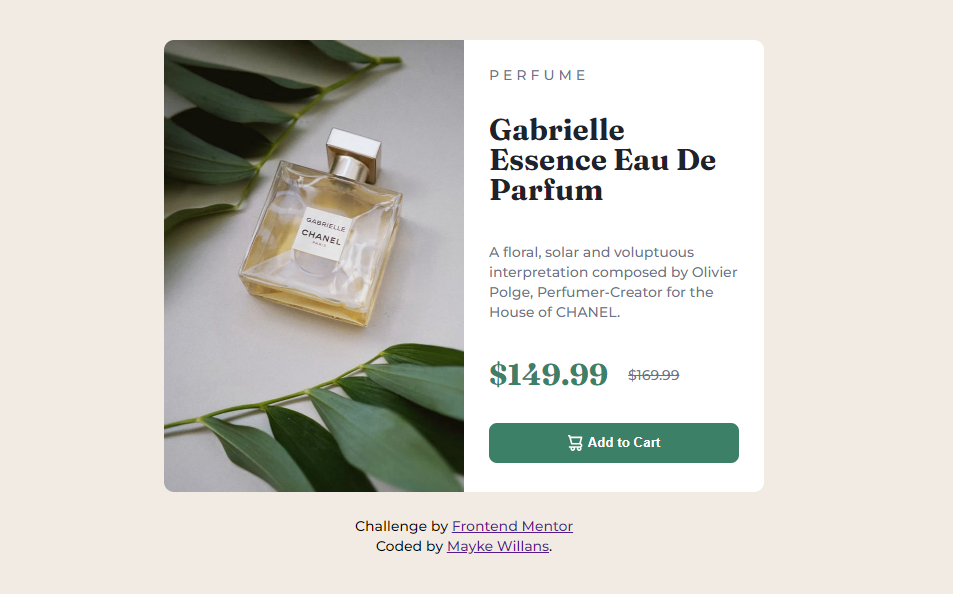 GABRIELLE
CHANEL
PARIS
PERFUME
Gabrielle
Essence Eau De
Parfum
A floral, solar and voluptuous
interpretation composed by Olivier
Polge, Perfumer-Creator for the
House of CHANEL.
$149.99 $169.99
Add to Cart
Challenge by Frontend Mentor
Coded by Mayke Willans.